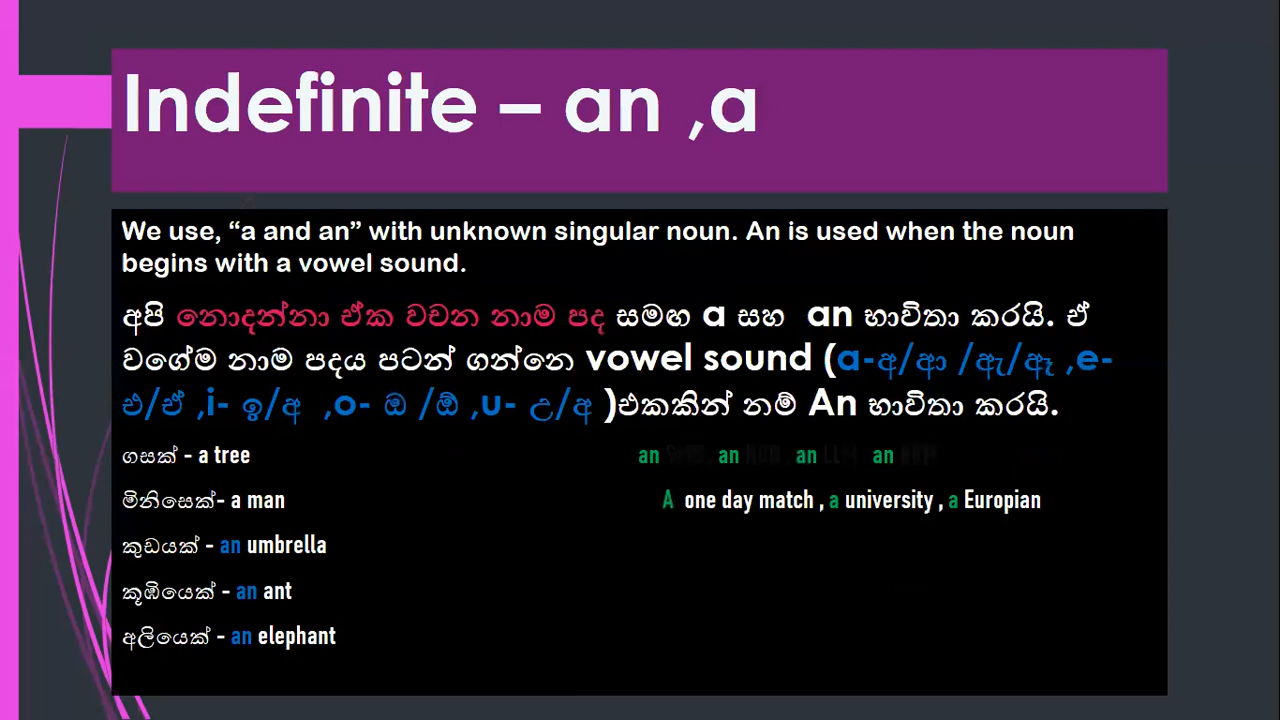 Indefinite – an ,a
We use, “a and an” with unknown singular noun. An is used when the noun
begins with a vowel sound.
අපි නොදන්නා ඒක වචන නාම පද සමඟ a සහ an භාවිතා කරයි. ඒ
වගේම නාම පදය පටන් ගන්නෙ vowel sound (a-අ/ආ /ඇ/ඈ ,e-
එ/ඒ ,i- ඉ/අ ,o- ඔ /ඕ ,u- උ/අ )එකකින් නම් An භාවිතා කරයි.
ගසක් - a tree
an , an , an an
මිනිසෙක්- a man
A one day match , a university , a Europian
කුඩයක් - an umbrella
කූඹියෙක් - an ant
අලියෙක් - an elephant